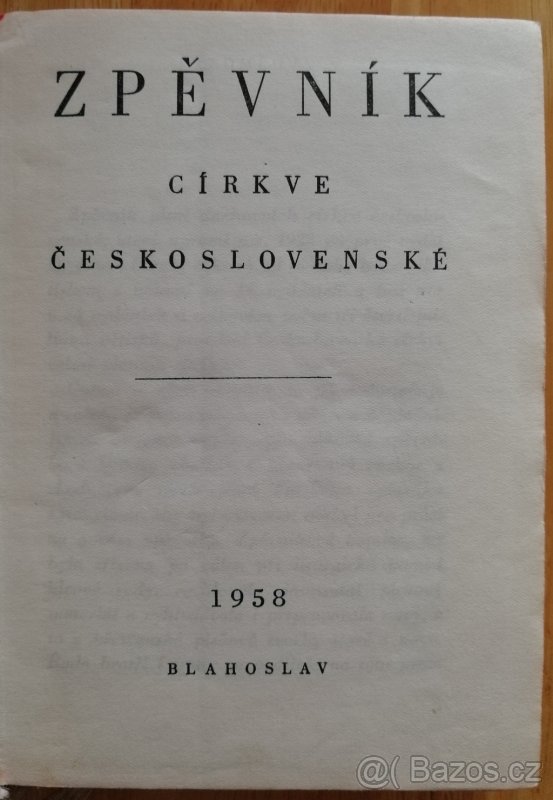 ZPĚVNÍK
CÍRKVE
ČESKOSLOVENSKÉ
1958
BLAHOSLAV
@( Bazos.cz